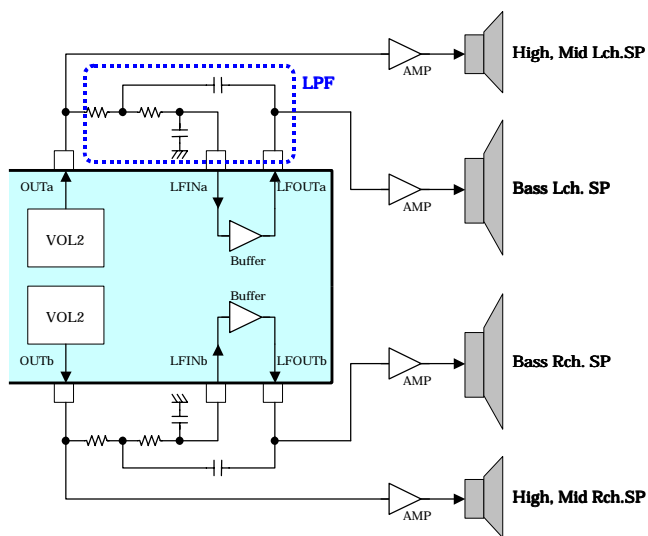 High, Mid Lch.SP
AMP
LPF
OUTa
LFINa
LFOUTa
Bass Lch. SP
AMP
VOL2
Buffer
Buffer
VOL2
OUTb
LFINb
LFOUTb
Bass Rch. SP
AMP
High, Mid Rch.SP
AMP